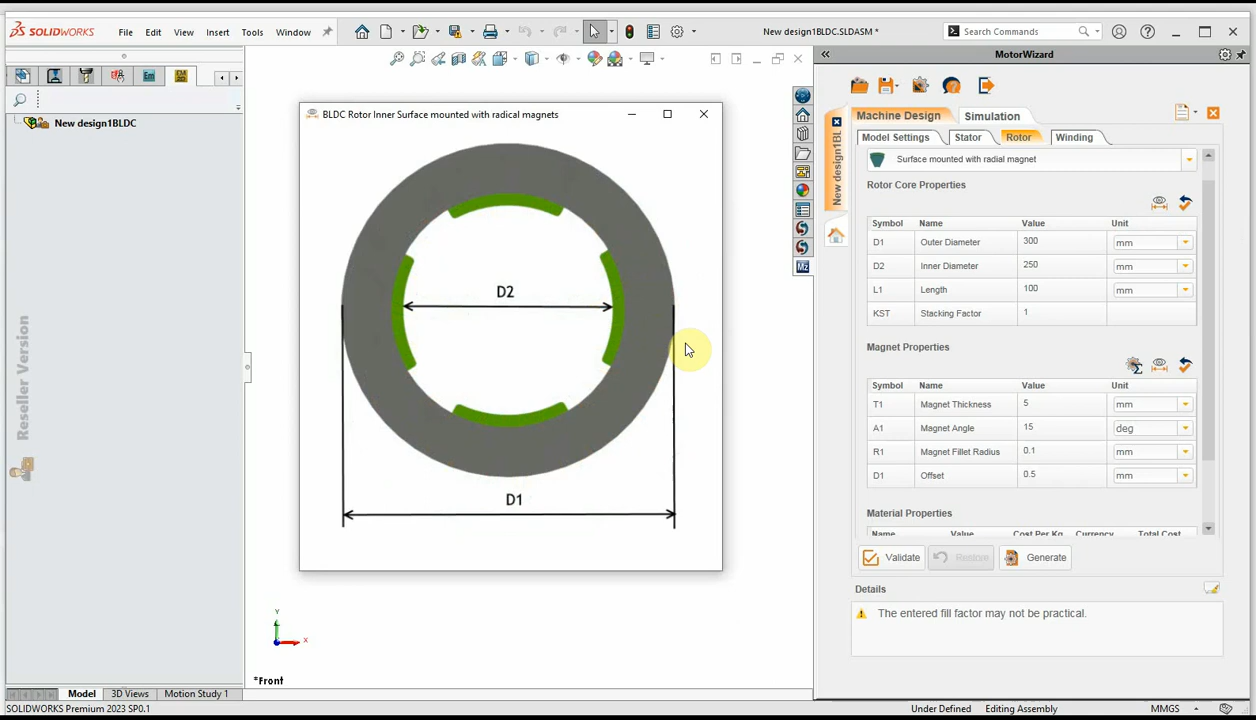 SOLIDWORKS File Edit View Insert Tools Window New design1BLDC.SLDASM * Search Commands
MotorWizard
New design1BLDC
BLDC Rotor Inner Surface mounted with radical magnets
D2
D1
Reseller Version
Y
X
*Front
New design1BL
Machine Design Simulation
Model Settings Stator Rotor Winding
Surface mounted with radial magnet
Rotor Core Properties
Symbol Name Value Unit
D1 Outer Diameter 300 mm
D2 Inner Diameter 250 mm
L1 Length 100 mm
KST Stacking Factor 1
Magnet Properties
Symbol Name Value Unit
T1 Magnet Thickness 5 mm
A1 Magnet Angle 15 deg
R1 Magnet Fillet Radius 0.1 mm
D1 Offset 0.5 mm
Material Properties
Name Value Cost Per Kg Currency Total Cost
Validate Restore Generate
Details
The entered fill factor may not be practical.
Model 3D Views Motion Study 1
SOLIDWORKS Premium 2023 SP0.1 Under Defined Editing Assembly MMGS